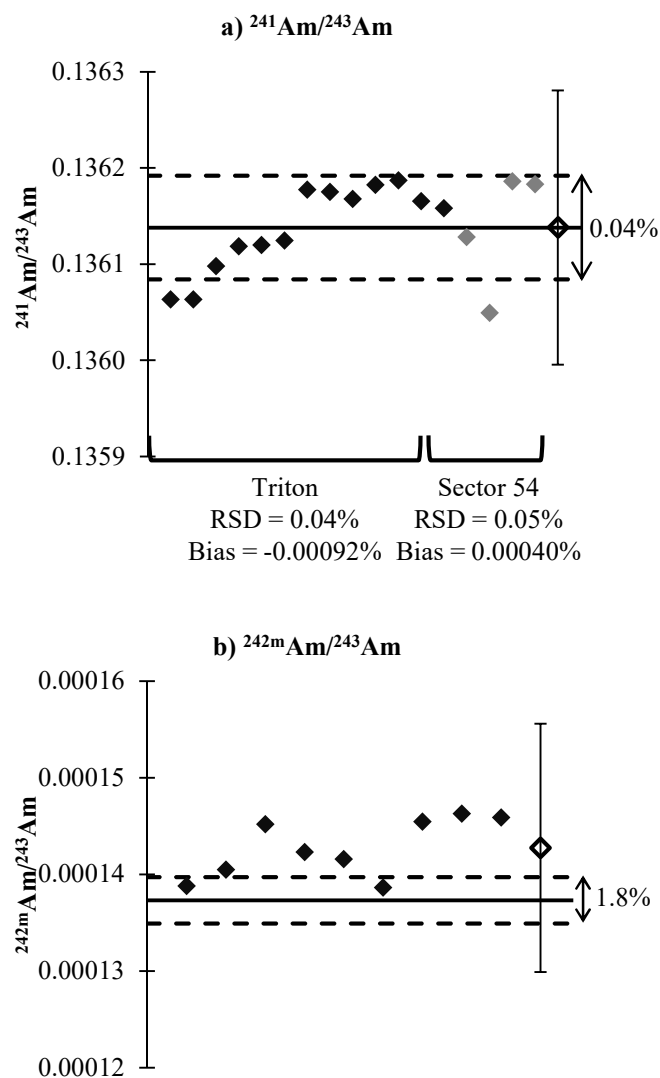 a) ²⁴¹Am/²⁴³Am
0.1363
0.1362
0.1361
0.1360
0.1359
²⁴¹Am/²⁴³Am
0.04%
Triton
RSD = 0.04%
Bias = -0.00092%
Sector 54
RSD = 0.05%
Bias = 0.00040%
b) ²⁴²ᵐAm/²⁴³Am
0.00016
0.00015
0.00014
0.00013
0.00012
²⁴²ᵐAm/²⁴³Am
1.8%